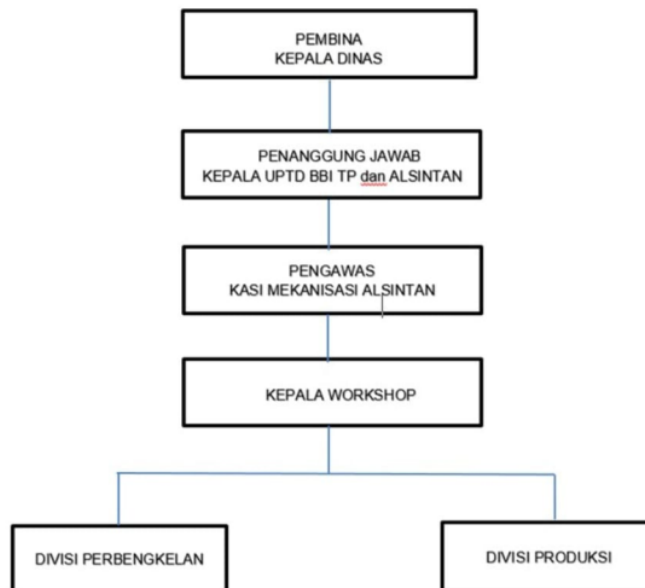 PEMBINA
KEPALA DINAS
PENANGGUNG JAWAB
KEPALA UPTD BBI TP dan ALSINTAN
PENGAWAS
KASI MEKANISASI ALSINTAN
KEPALA WORKSHOP
DIVISI PERBENGKELAN
DIVISI PRODUKSI